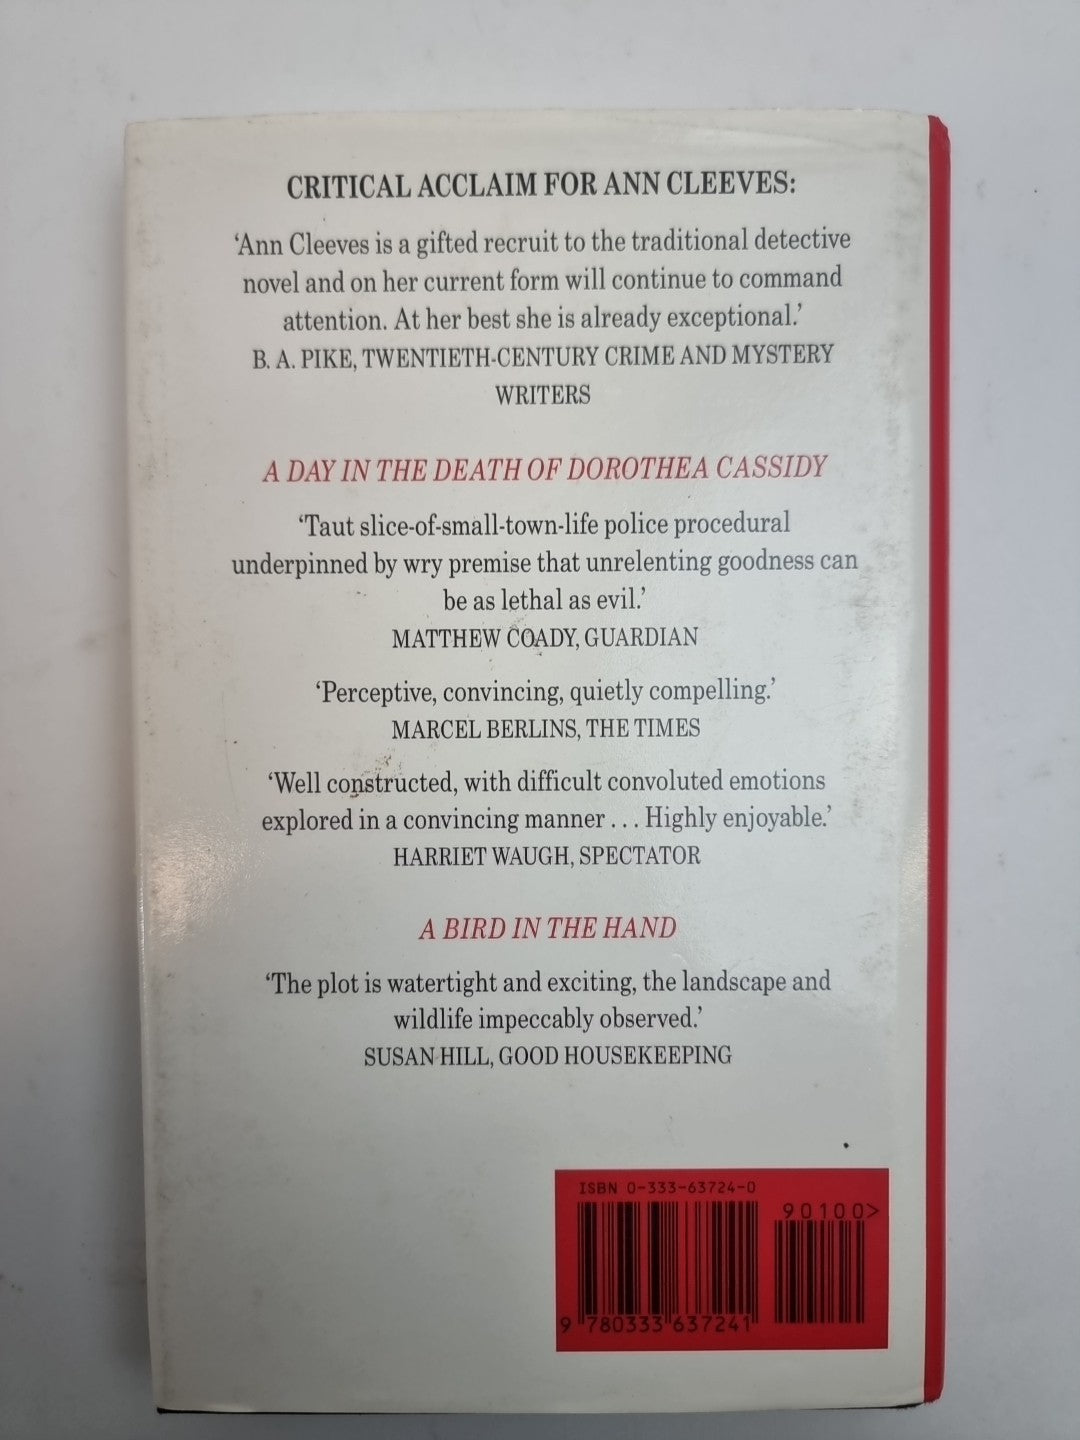 CRITICAL ACCLAIM FOR ANN CLEEVES:
‘Ann Cleeves is a gifted recruit to the traditional detective
novel and on her current form will continue to command
attention. At her best she is already exceptional.’
B. A. PIKE, TWENTIETH-CENTURY CRIME AND MYSTERY
WRITERS
A DAY IN THE DEATH OF DOROTHEA CASSIDY
‘Taut slice-of-small-town-life police procedural
underpinned by wry premise that unrelenting goodness can
be as lethal as evil.’
MATTHEW COADY, GUARDIAN
‘Perceptive, convincing, quietly compelling.’
MARCEL BERLINS, THE TIMES
‘Well constructed, with difficult convoluted emotions
explored in a convincing manner . . . Highly enjoyable.’
HARRIET WAUGH, SPECTATOR
A BIRD IN THE HAND
‘The plot is watertight and exciting, the landscape and
wildlife impeccably observed.’
SUSAN HILL, GOOD HOUSEKEEPING
ISBN 0-333-63724-0
90100>
9 780333 637241